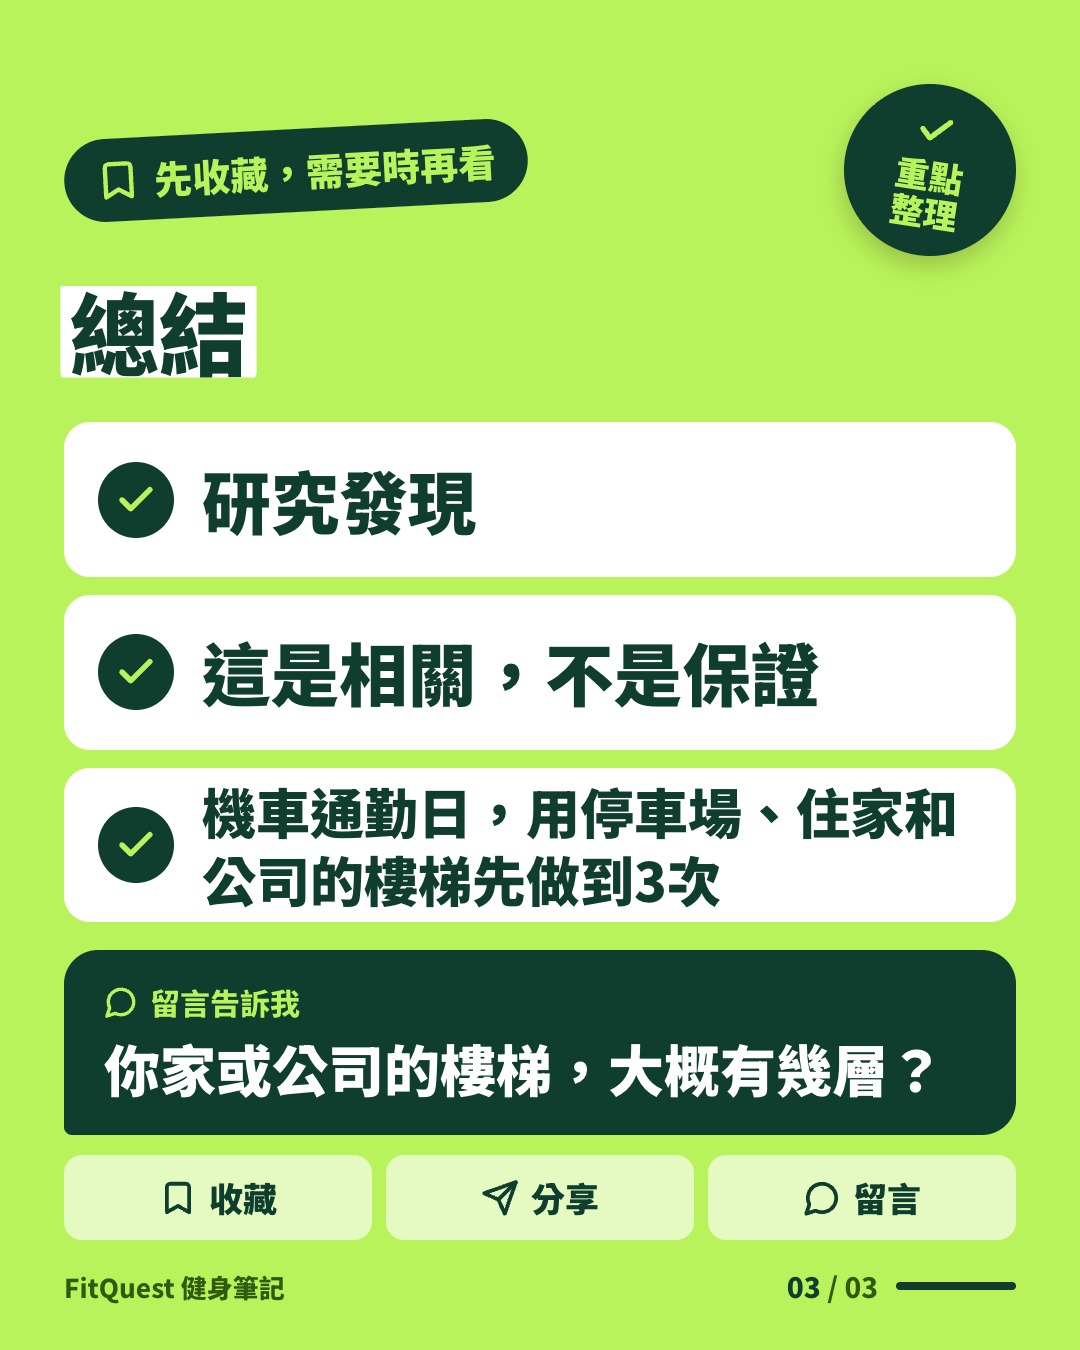 先收藏，需要時再看
重點
整理
總結
研究發現
這是相關，不是保證
機車通勤日，用停車場、住家和
公司的樓梯先做到3次
留言告訴我
你家或公司的樓梯，大概有幾層？
收藏
分享
留言
FitQuest 健身筆記
03 / 03